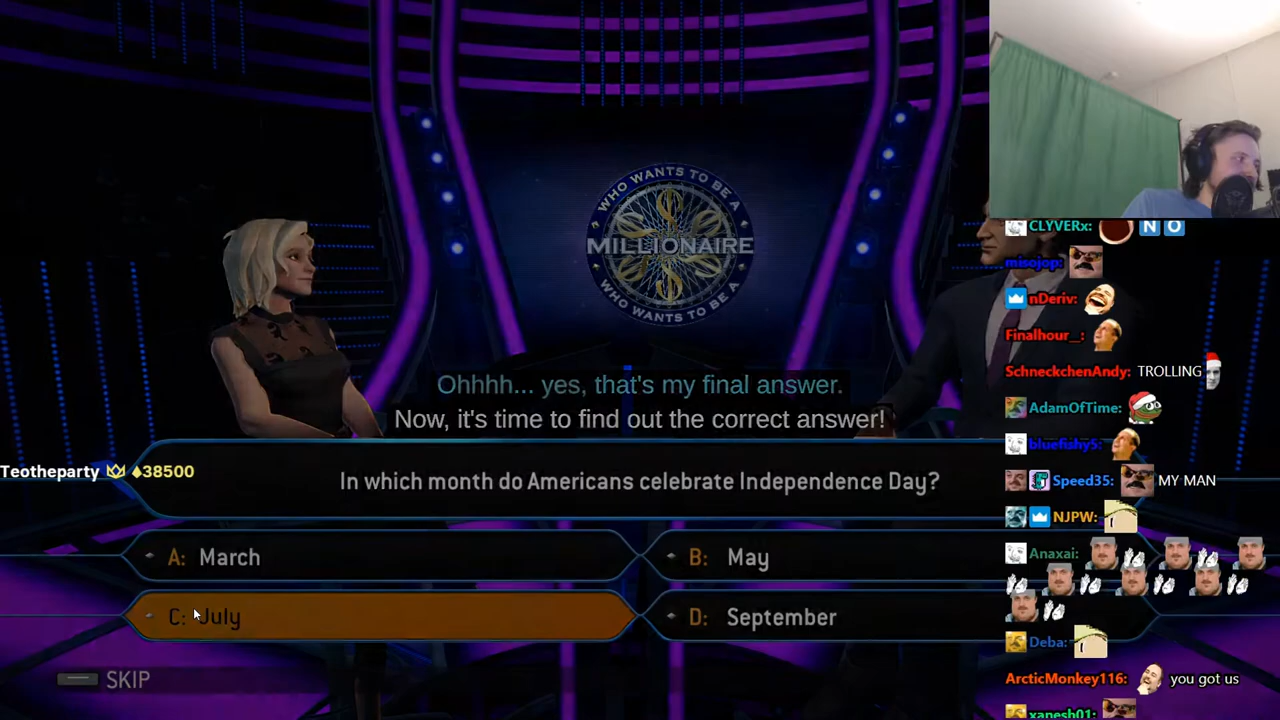 WHO WANTS TO BE A
MILLIONAIRE
WHO WANTS TO BE A
Ohhhh... yes, that's my final answer.
Now, it's time to find out the correct answer!
Teotheparty 38500
In which month do Americans celebrate Independence Day?
A: March
B: May
C: July
D: September
SKIP
CLYVERx: N O
misojop:
nDeriv:
Finalhour_:
SchneckchenAndy: TROLLING
AdamOfTime:
bluefishy5:
Speed35: MY MAN
NJPW:
Anaxai:
Deba:
ArcticMonkey116: you got us
xanesh01: